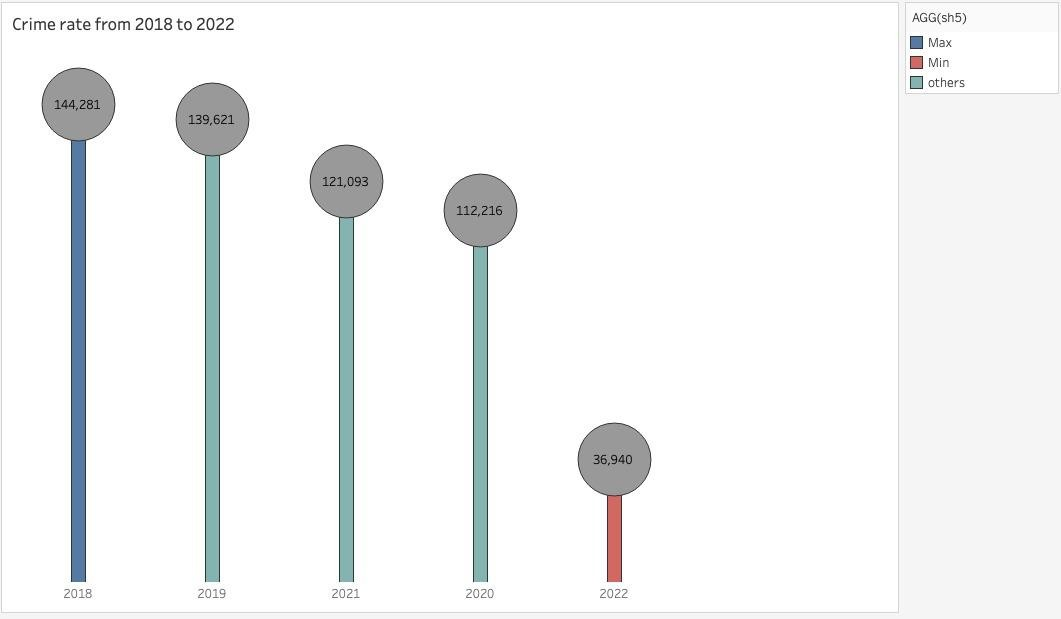 Crime rate from 2018 to 2022
144,281
139,621
121,093
112,216
36,940
2018
2019
2021
2020
2022
AGG(sh5)
Max
Min
others